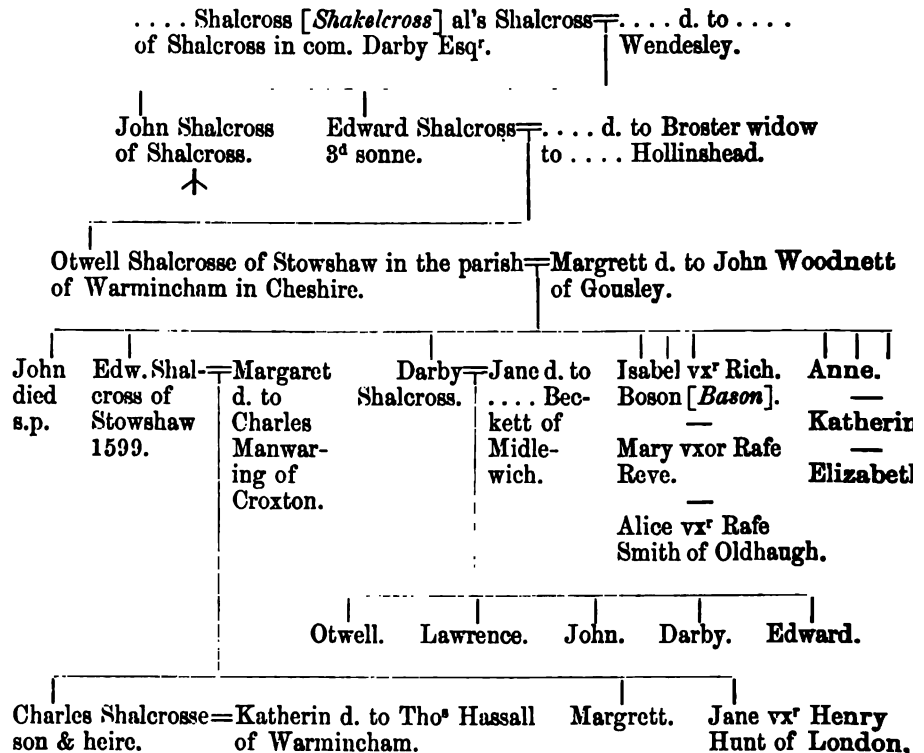 . . . . Shalcross [Shakelcross] al's Shalcross=. . . . d. to . . . .
of Shalcross in com. Darby Esqr. Wendesley.
John Shalcross
of Shalcross.
Edward Shalcross=. . . . d. to Broster widow
3d sonne. to . . . . Hollinshead.
Otwell Shalcrosse of Stowshaw in the parish=Margrett d. to John Woodnett
of Warmincham in Cheshire. of Gousley.
John
died
s.p.
Edw. Shal-
cross of
Stowshaw
1599.
=Margaret
d. to
Charles
Manwar-
ing of
Croxton.
Darby
Shalcross.
=Jane d. to
. . . . Bec-
kett of
Midle-
wich.
Isabel vxr Rich.
Boson [Bason].
—
Mary vxor Rafe
Reve.
—
Alice vxr Rafe
Smith of Oldhaugh.
Anne.
—
Katherin
—
Elizabeth
Otwell. Lawrence. John. Darby. Edward.
Charles Shalcrosse=Katherin d. to Thos Hassall
son & heire. of Warmincham.
Margrett.
Jane vxr Henry
Hunt of London.